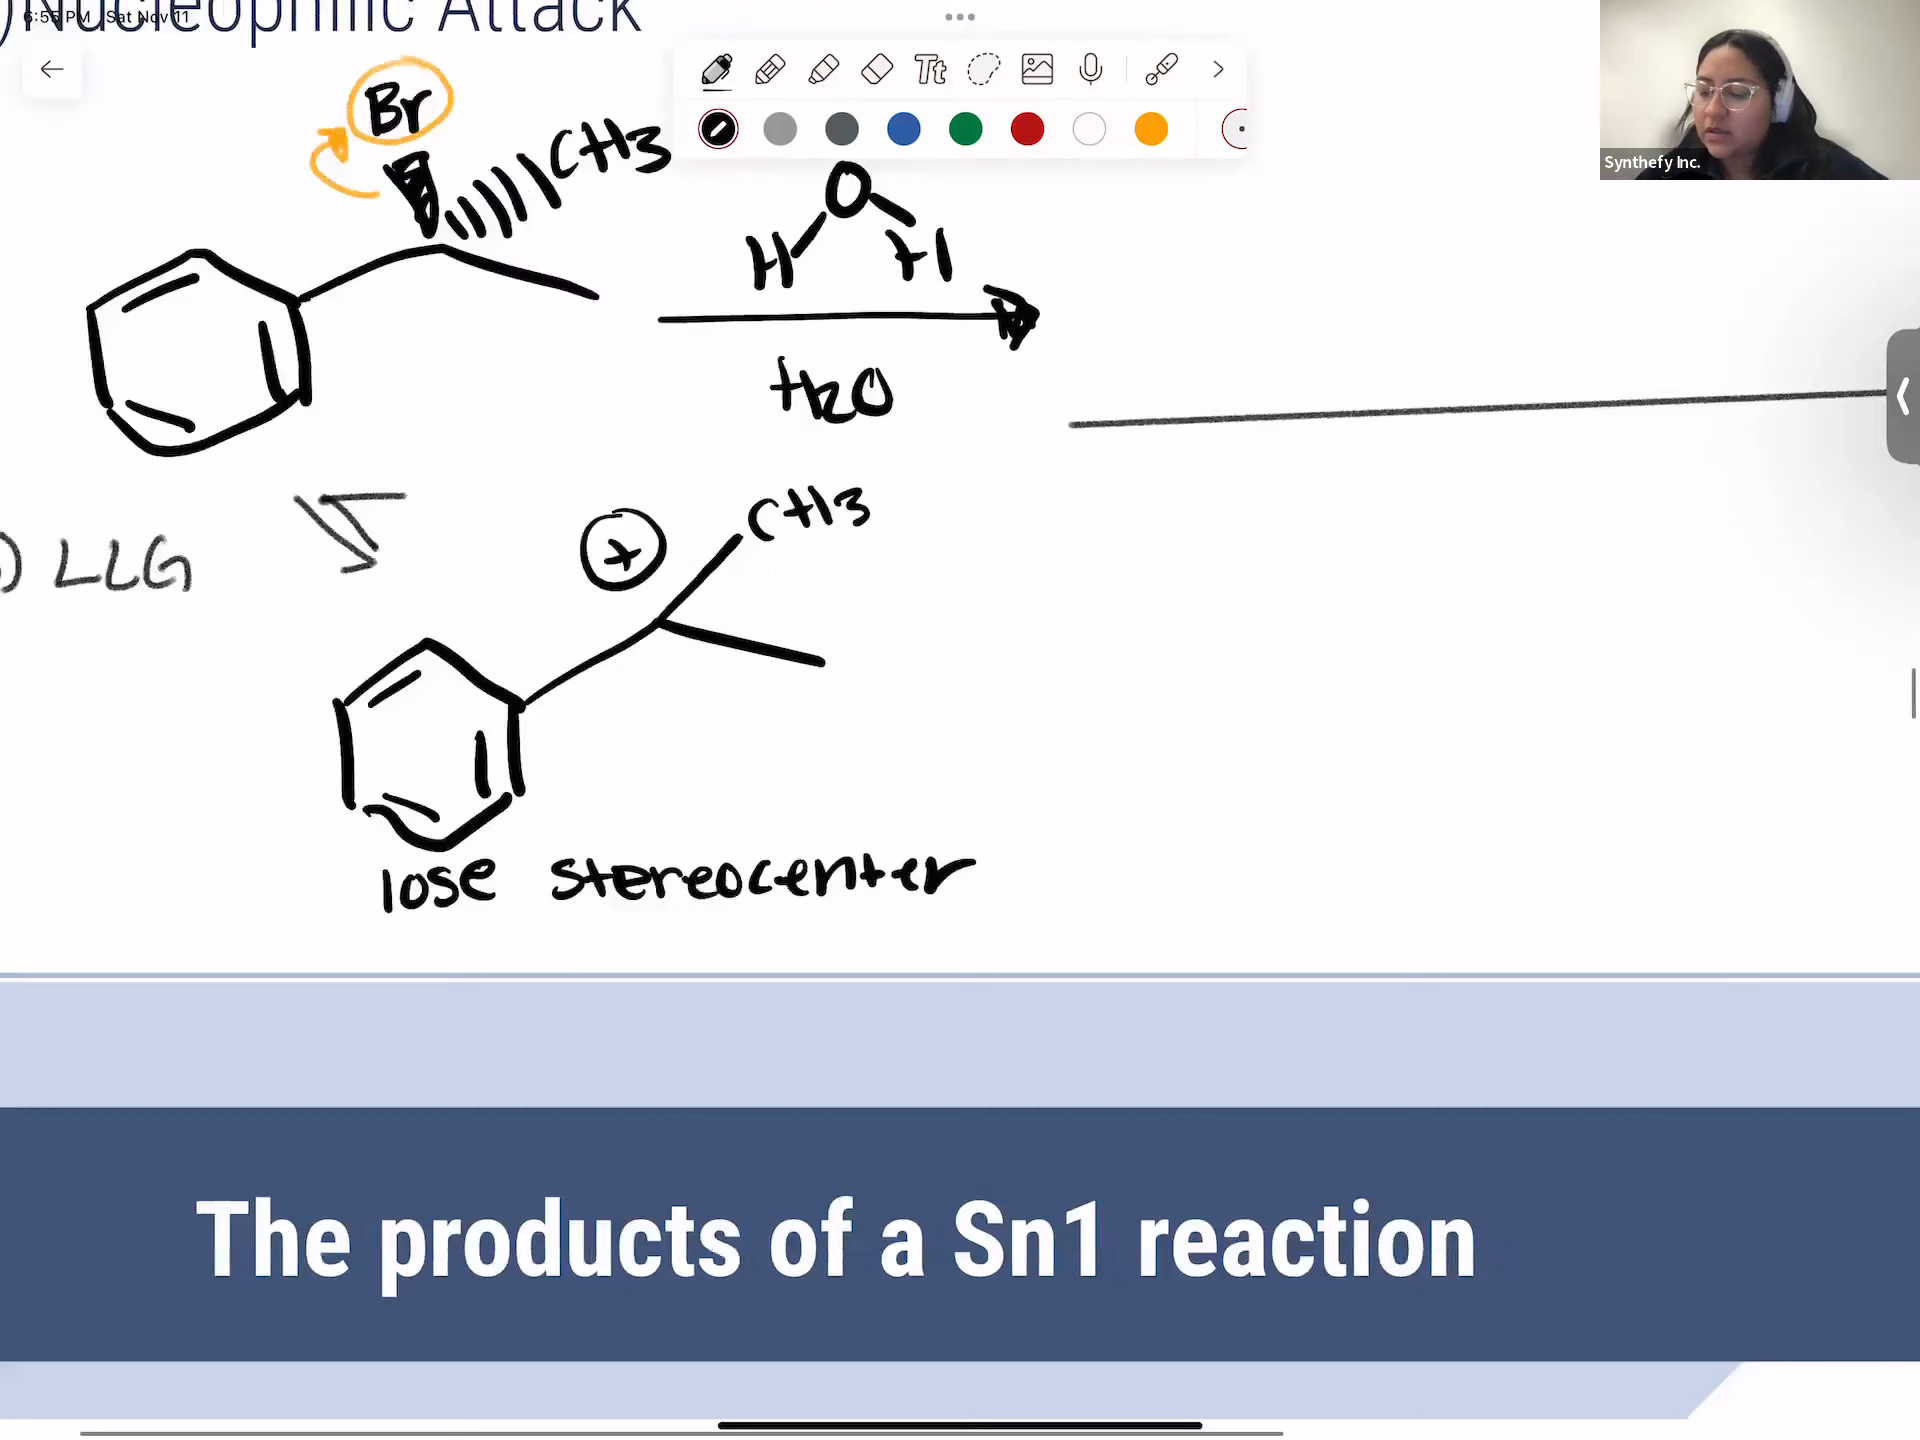 )Nucleophilic Attack
6:55 PM Sat Nov 11
Br
CH3
Tt
Synthefy Inc.
O
H
H
H2O
) LLG
+
CH3
lose stereocenter
The products of a Sn1 reaction